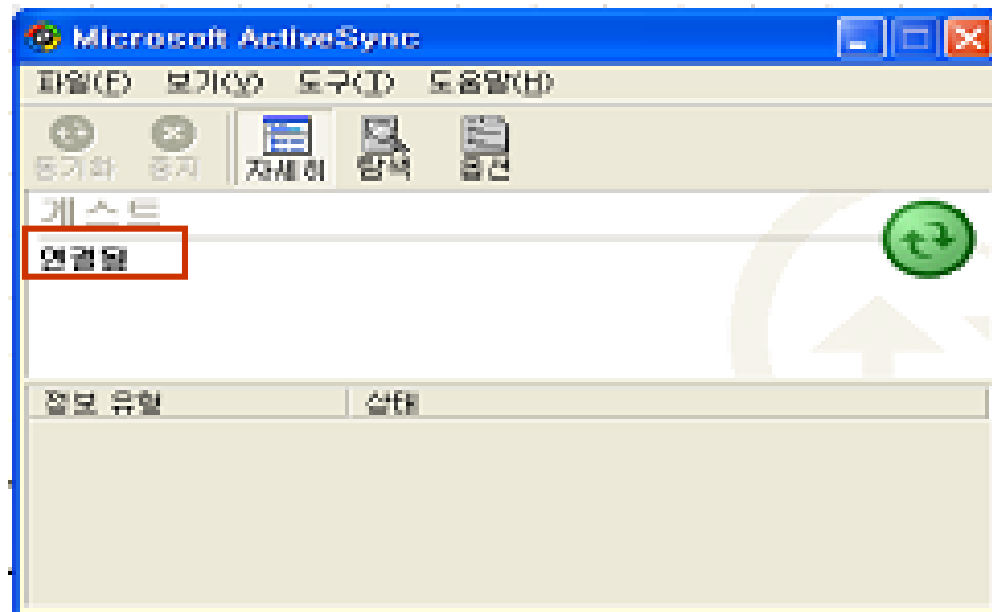 Microsoft ActiveSync
파일(F) 보기(V) 도구(T) 도움말(H)
동기화 중지 자세히 탐색 옵션
게스트
연결됨
정보 유형 상태